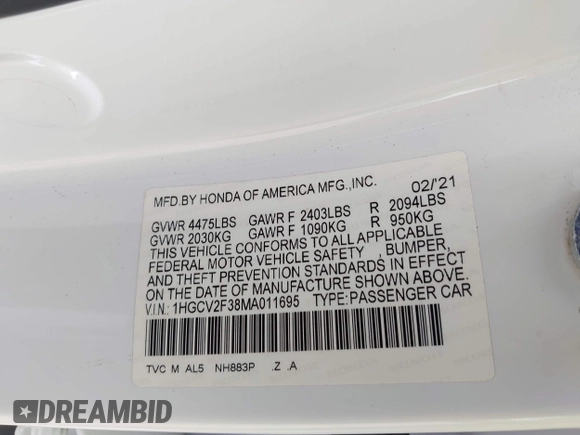 MFD.BY HONDA OF AMERICA MFG.,INC. 02/'21
GVWR 4475LBS GAWR F 2403LBS R 2094LBS
GVWR 2030KG GAWR F 1090KG R 950KG
THIS VEHICLE CONFORMS TO ALL APPLICABLE
FEDERAL MOTOR VEHICLE SAFETY , BUMPER,
AND THEFT PREVENTION STANDARDS IN EFFECT
ON THE DATE OF MANUFACTURE SHOWN ABOVE.
V.I.N.: 1HGCV2F38MA011695 TYPE:PASSENGER CAR
TVC M AL5 NH883P .Z .A
DREAMBID